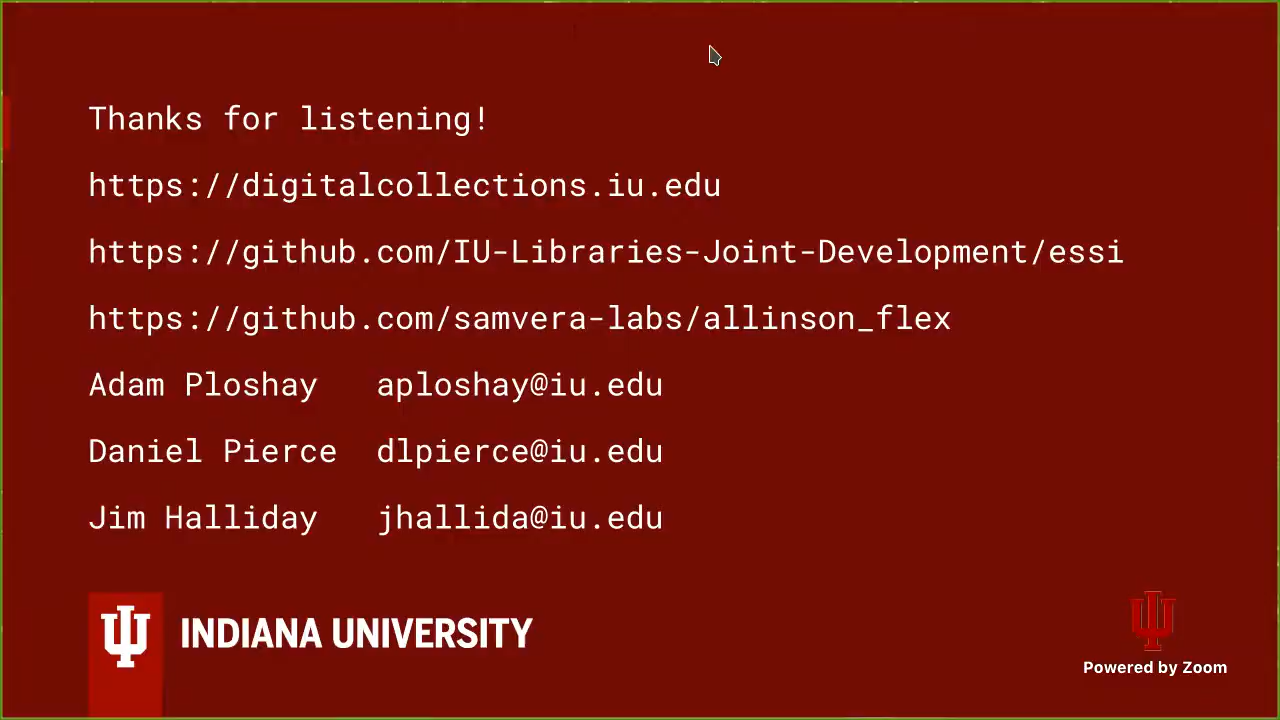 Thanks for listening!
https://digitalcollections.iu.edu
https://github.com/IU-Libraries-Joint-Development/essi
https://github.com/samvera-labs/allinson_flex
Adam Ploshay aploshay@iu.edu
Daniel Pierce dlpierce@iu.edu
Jim Halliday jhallida@iu.edu
INDIANA UNIVERSITY
Powered by Zoom